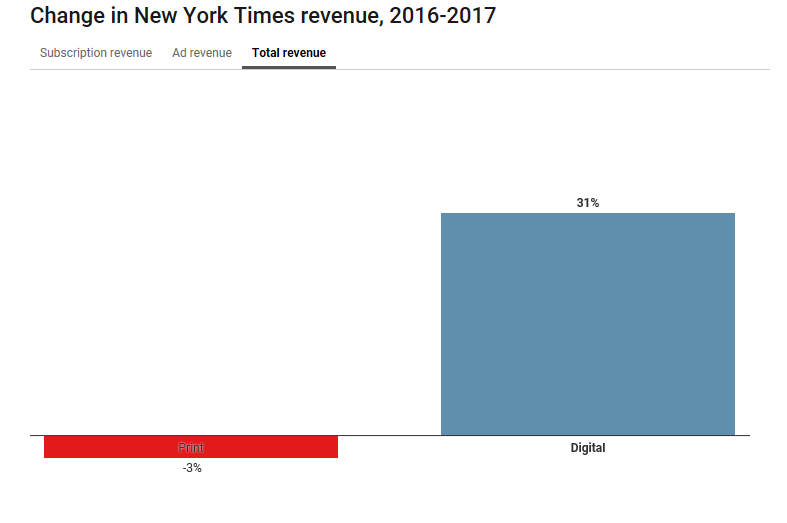 Change in New York Times revenue, 2016-2017
Subscription revenue Ad revenue Total revenue
31%
Print Digital
-3%